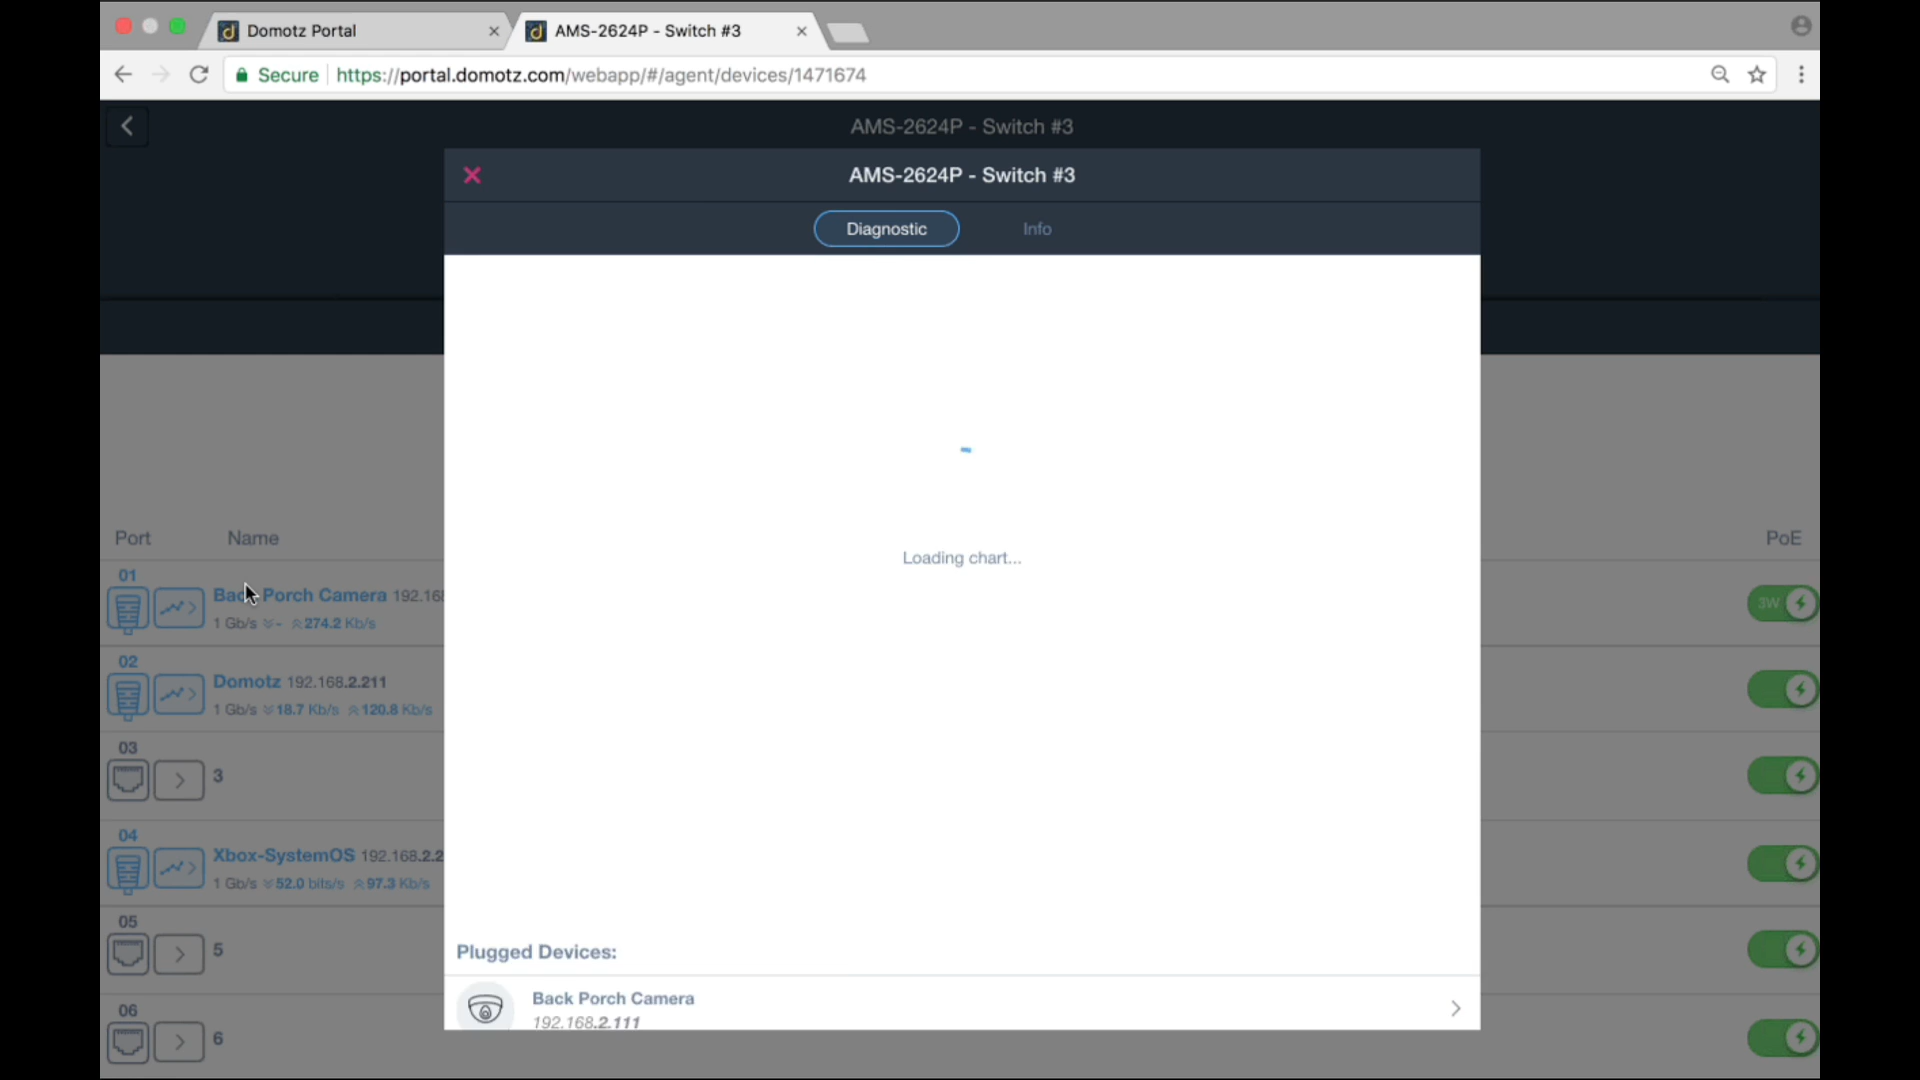 Domotz Portal
AMS-2624P - Switch #3
Secure
https://portal.domotz.com/webapp/#/agent/devices/1471674
AMS-2624P - Switch #3
AMS-2624P - Switch #3
Diagnostic
Info
Loading chart...
Port
Name
PoE
01
Back Porch Camera 192.168
1 Gb/s - 274.2 Kb/s
3W
02
Domotz 192.168.2.211
1 Gb/s 18.7 Kb/s 120.8 Kb/s
03
3
04
Xbox-SystemOS 192.168.2.2
1 Gb/s 52.0 bits/s 97.3 Kb/s
05
5
06
6
Plugged Devices:
Back Porch Camera
192.168.2.111